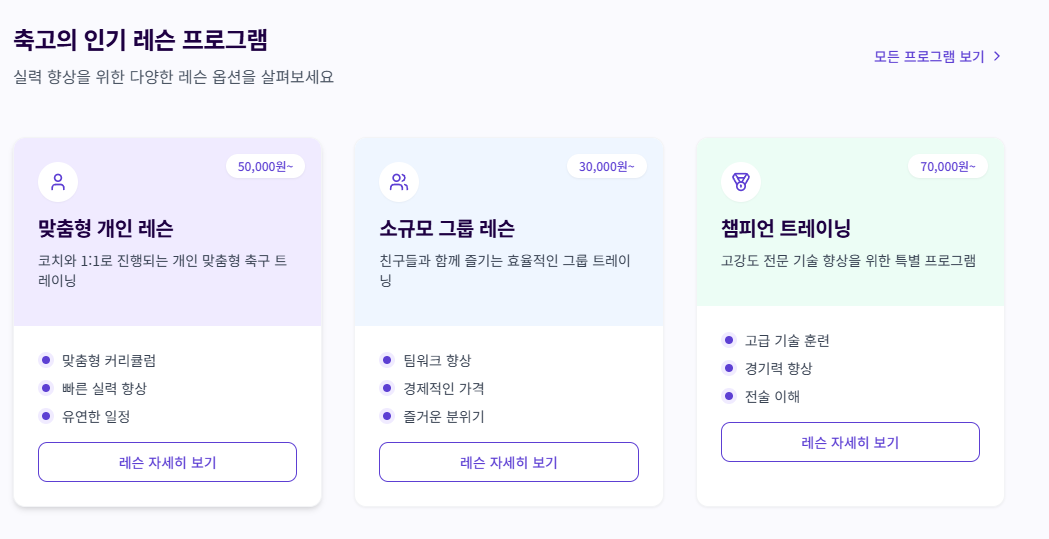 축고의 인기 레슨 프로그램
실력 향상을 위한 다양한 레슨 옵션을 살펴보세요
모든 프로그램 보기
50,000원~
맞춤형 개인 레슨
코치와 1:1로 진행되는 개인 맞춤형 축구 트
레이닝
맞춤형 커리큘럼
빠른 실력 향상
유연한 일정
레슨 자세히 보기
30,000원~
소규모 그룹 레슨
친구들과 함께 즐기는 효율적인 그룹 트레이
닝
팀워크 향상
경제적인 가격
즐거운 분위기
레슨 자세히 보기
70,000원~
챔피언 트레이닝
고강도 전문 기술 향상을 위한 특별 프로그램
고급 기술 훈련
경기력 향상
전술 이해
레슨 자세히 보기